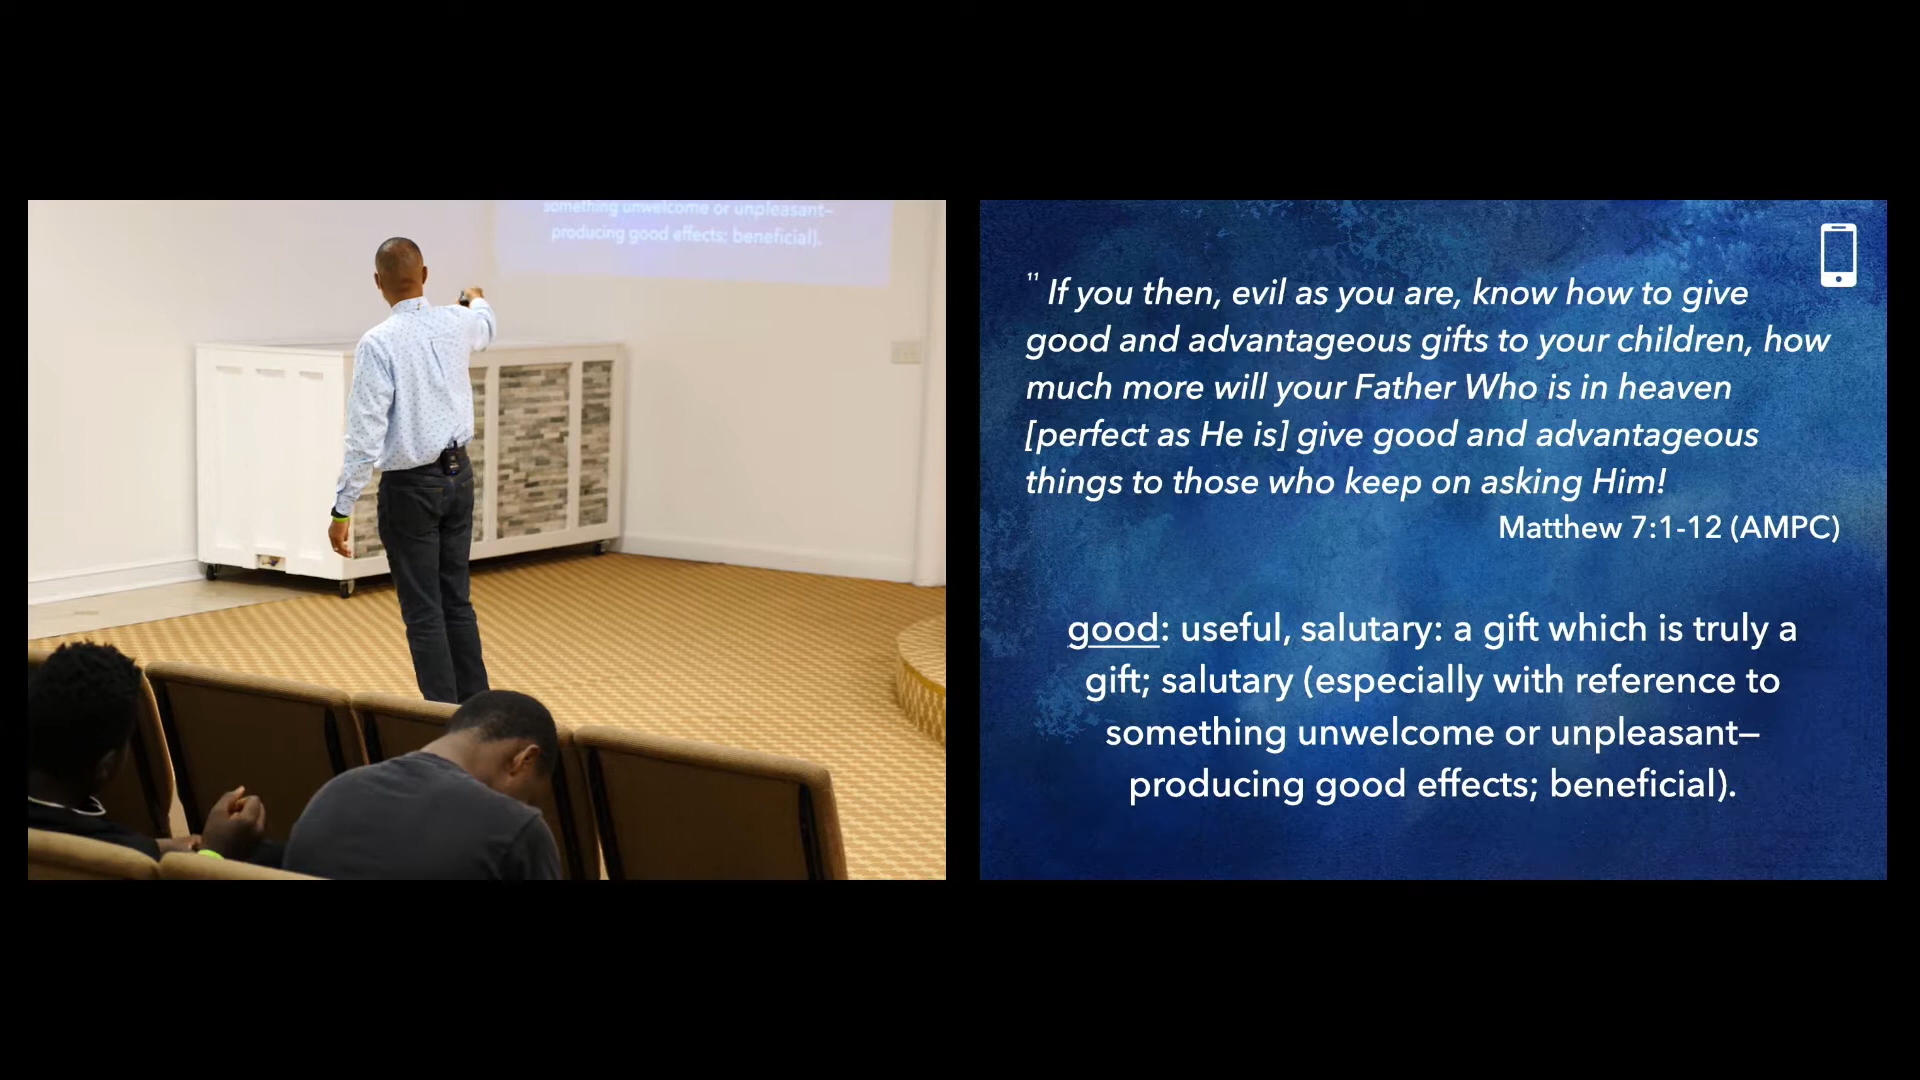 something unwelcome or unpleasant–
producing good effects; beneficial).
11 If you then, evil as you are, know how to give
good and advantageous gifts to your children, how
much more will your Father Who is in heaven
[perfect as He is] give good and advantageous
things to those who keep on asking Him!
Matthew 7:1-12 (AMPC)
good: useful, salutary: a gift which is truly a
gift; salutary (especially with reference to
something unwelcome or unpleasant–
producing good effects; beneficial).